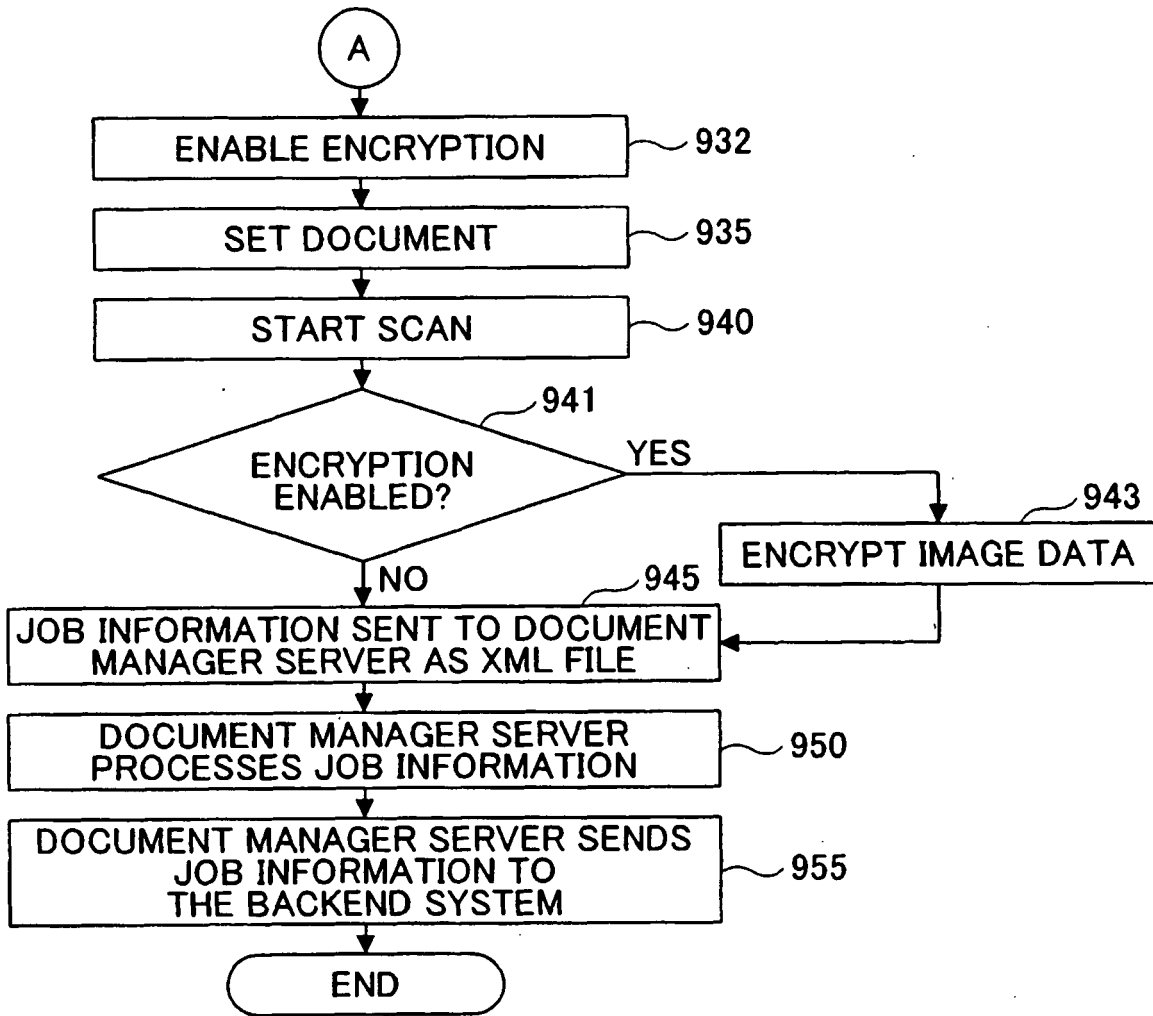 A
ENABLE ENCRYPTION
932
SET DOCUMENT
935
START SCAN
940
941
ENCRYPTION
ENABLED?
YES
943
ENCRYPT IMAGE DATA
NO
945
JOB INFORMATION SENT TO DOCUMENT
MANAGER SERVER AS XML FILE
DOCUMENT MANAGER SERVER
PROCESSES JOB INFORMATION
950
DOCUMENT MANAGER SERVER SENDS
JOB INFORMATION TO
THE BACKEND SYSTEM
955
END